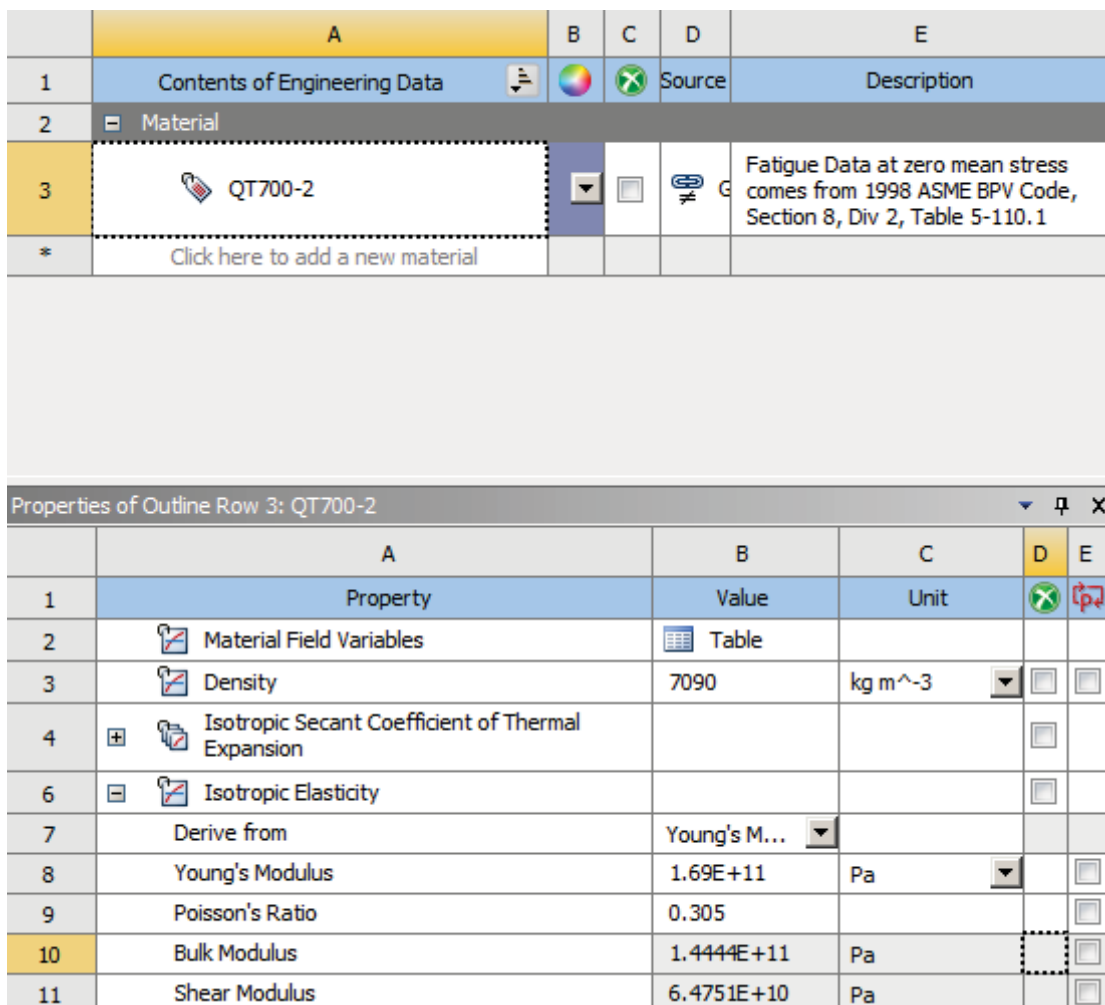 A B C D E
1 Contents of Engineering Data Source Description
2 Material
3 QT700-2 G Fatigue Data at zero mean stress
comes from 1998 ASME BPV Code,
Section 8, Div 2, Table 5-110.1
* Click here to add a new material
Properties of Outline Row 3: QT700-2
A B C D E
1 Property Value Unit
2 Material Field Variables Table
3 Density 7090 kg m^-3
4 Isotropic Secant Coefficient of Thermal
Expansion
6 Isotropic Elasticity
7 Derive from Young's M...
8 Young's Modulus 1.69E+11 Pa
9 Poisson's Ratio 0.305
10 Bulk Modulus 1.4444E+11 Pa
11 Shear Modulus 6.4751E+10 Pa